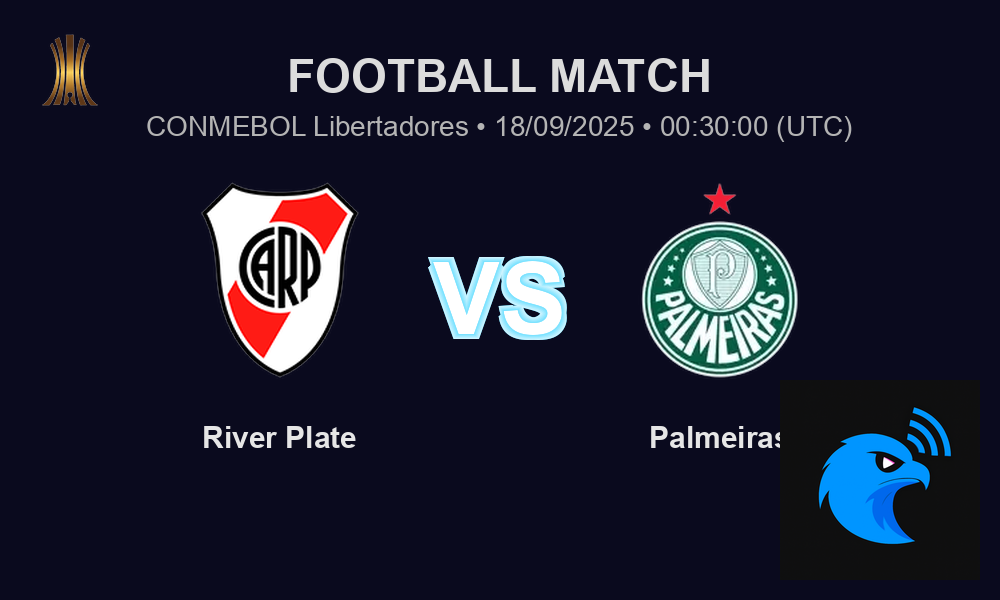 FOOTBALL MATCH
CONMEBOL Libertadores • 18/09/2025 • 00:30:00 (UTC)
CARP
VS
P
PALMEIRAS
River Plate
Palmeiras